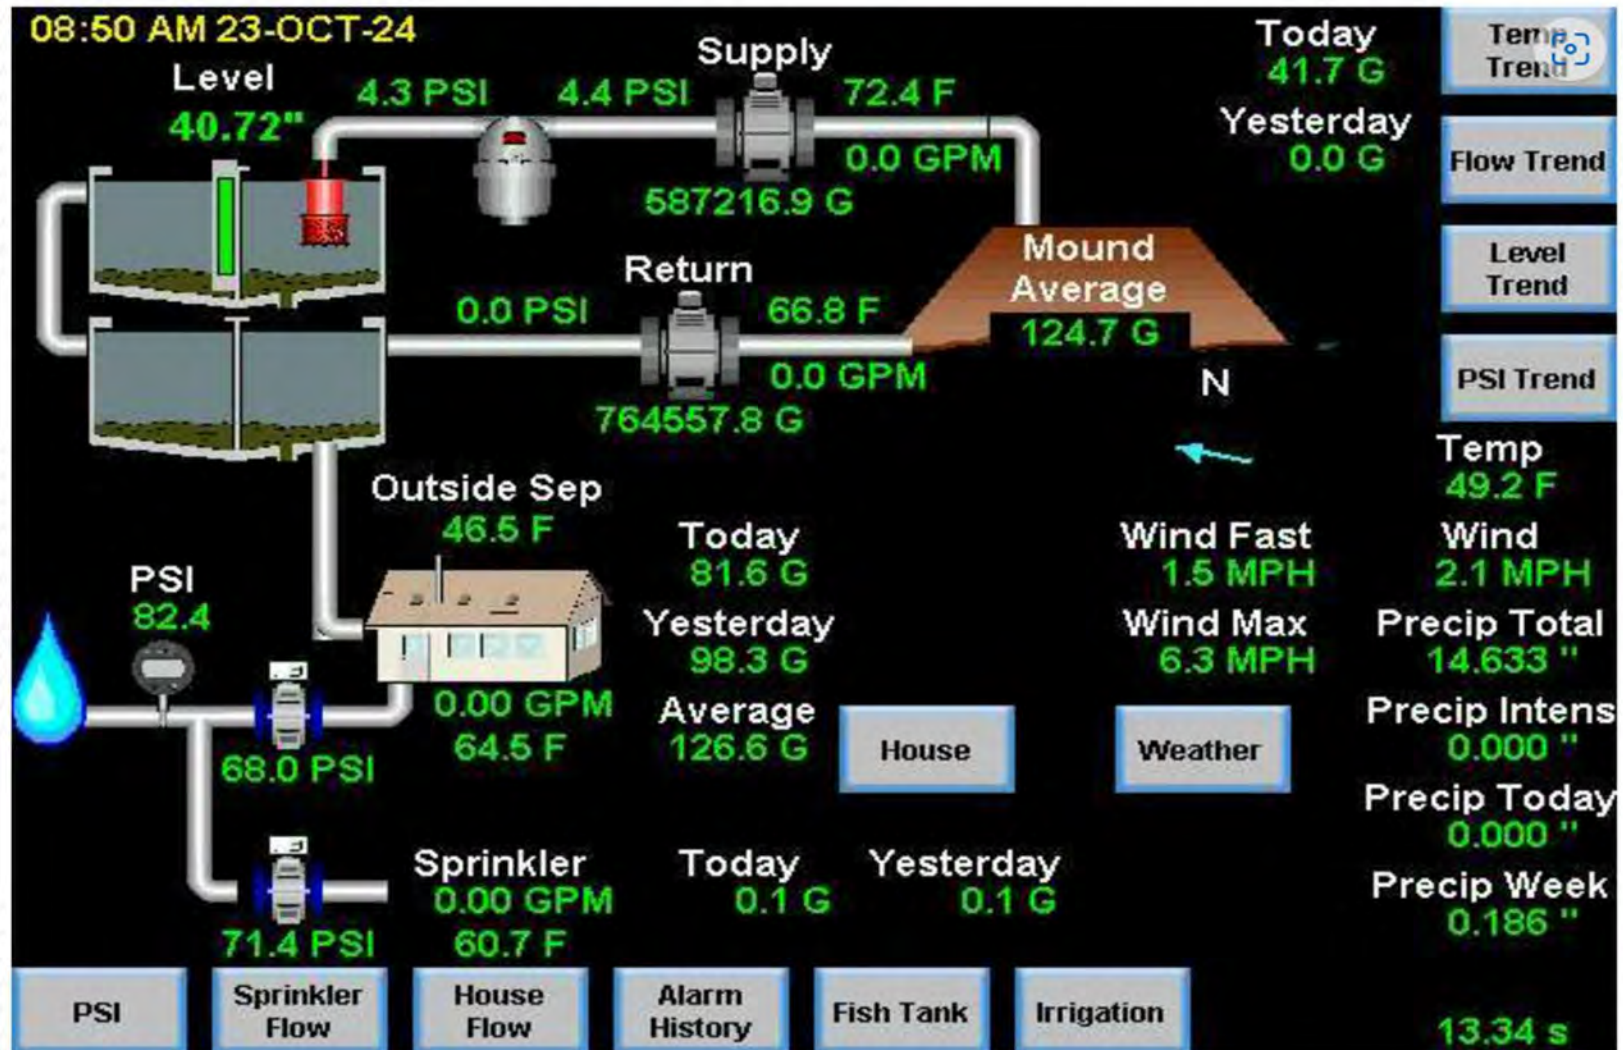 08:50 AM 23-OCT-24
Level
40.72"
4.3 PSI
4.4 PSI
Supply
72.4 F
0.0 GPM
587216.9 G
Today
41.7 G
Yesterday
0.0 G
Temp
Trend
Flow Trend
Level
Trend
PSI Trend
Return
0.0 PSI
66.8 F
0.0 GPM
764557.8 G
Mound
Average
124.7 G
N
Temp
49.2 F
Outside Sep
46.5 F
Today
81.6 G
Wind Fast
1.5 MPH
Wind
2.1 MPH
PSI
82.4
Yesterday
98.3 G
Wind Max
6.3 MPH
Precip Total
14.633 "
0.00 GPM
64.5 F
68.0 PSI
Average
126.6 G
House
Weather
Precip Intens
0.000 "
Precip Today
0.000 "
Sprinkler
0.00 GPM
60.7 F
71.4 PSI
Today
0.1 G
Yesterday
0.1 G
Precip Week
0.186 "
PSI
Sprinkler
Flow
House
Flow
Alarm
History
Fish Tank
Irrigation
13.34 s